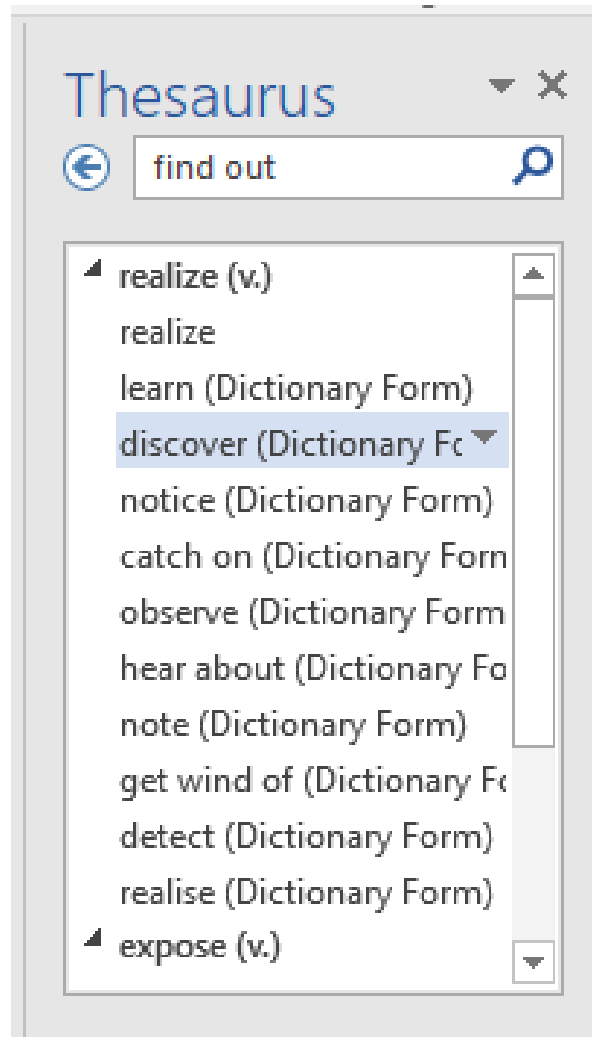 Thesaurus
find out
realize (v.)
realize
learn (Dictionary Form)
discover (Dictionary Fc
notice (Dictionary Form)
catch on (Dictionary Forn
observe (Dictionary Form
hear about (Dictionary Fo
note (Dictionary Form)
get wind of (Dictionary Fo
detect (Dictionary Form)
realise (Dictionary Form)
expose (v.)